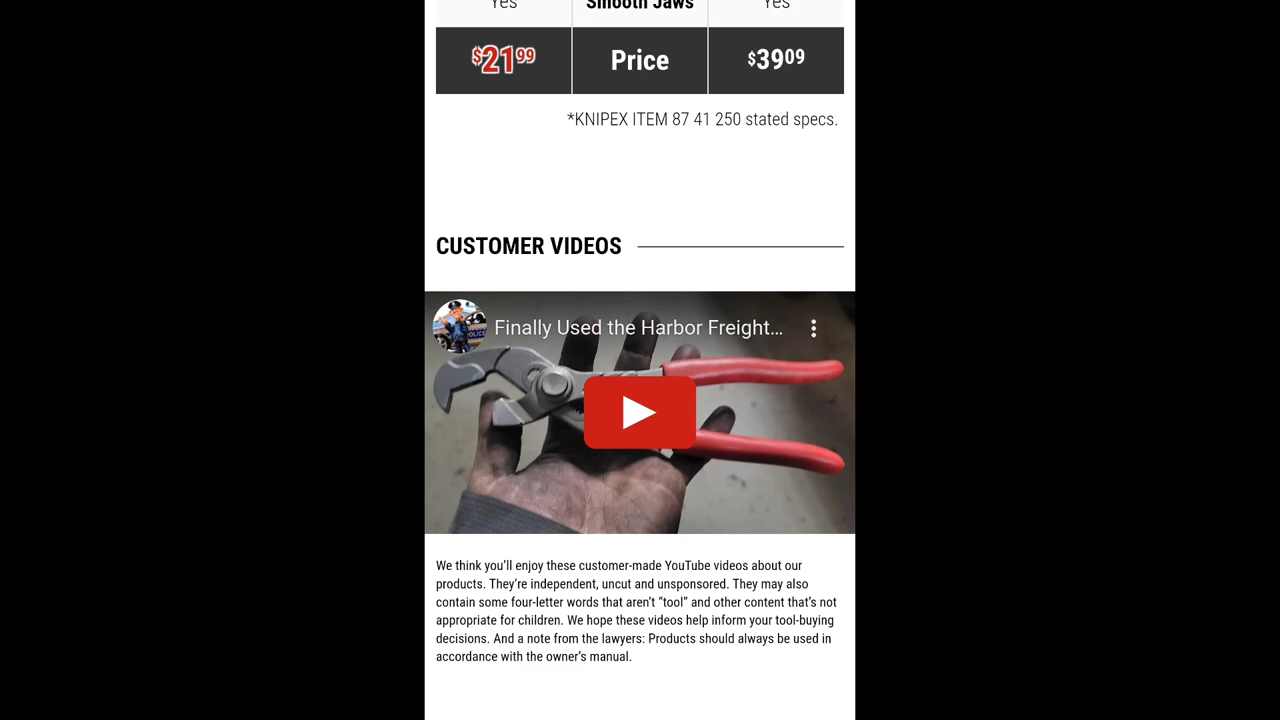 Yes Smooth Jaws Yes
$21.99 Price $39.09
*KNIPEX ITEM 87 41 250 stated specs.
CUSTOMER VIDEOS
Finally Used the Harbor Freight...
We think you’ll enjoy these customer-made YouTube videos about our
products. They’re independent, uncut and unsponsored. They may also
contain some four-letter words that aren’t “tool” and other content that’s not
appropriate for children. We hope these videos help inform your tool-buying
decisions. And a note from the lawyers: Products should always be used in
accordance with the owner’s manual.